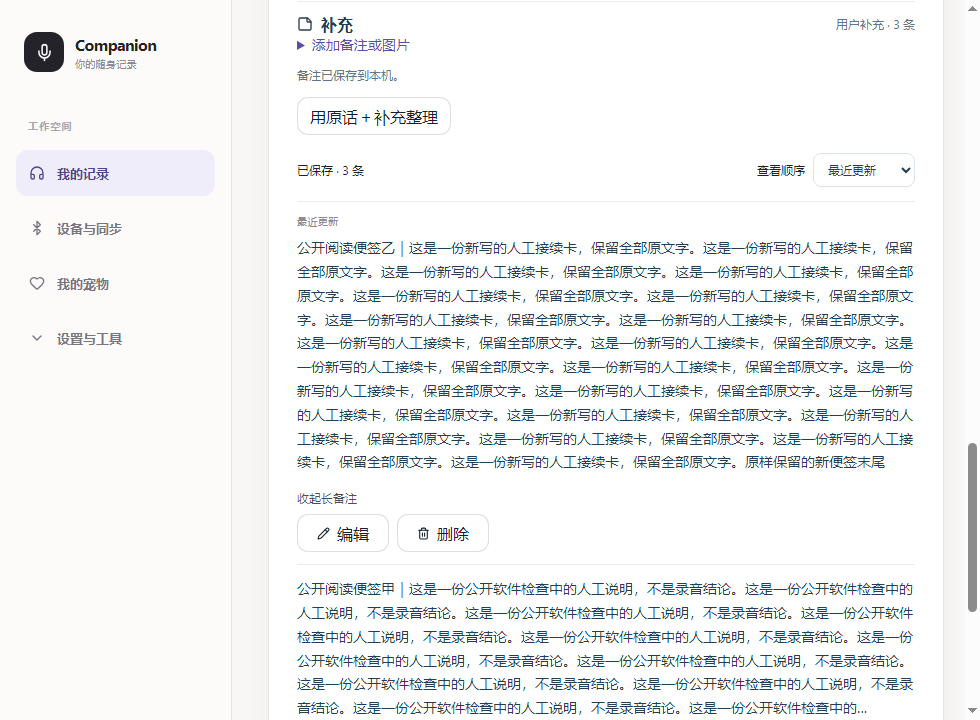 Companion
你的随身记录
工作空间
我的记录
设备与同步
我的宠物
设置与工具
补充
用户补充 · 3 条
添加备注或图片
备注已保存到本机。
用原话 + 补充整理
已保存 · 3 条
查看顺序
最近更新
最近更新
公开阅读便签乙｜这是一份新写的人工接续卡，保留全部原文字。这是一份新写的人工接续卡，保留
全部原文字。这是一份新写的人工接续卡，保留全部原文字。这是一份新写的人工接续卡，保留全部
原文字。这是一份新写的人工接续卡，保留全部原文字。这是一份新写的人工接续卡，保留全部原文
字。这是一份新写的人工接续卡，保留全部原文字。这是一份新写的人工接续卡，保留全部原文字。
这是一份新写的人工接续卡，保留全部原文字。这是一份新写的人工接续卡，保留全部原文字。这是
一份新写的人工接续卡，保留全部原文字。这是一份新写的人工接续卡，保留全部原文字。这是一份
新写的人工接续卡，保留全部原文字。这是一份新写的人工接续卡，保留全部原文字。这是一份新写
的人工接续卡，保留全部原文字。这是一份新写的人工接续卡，保留全部原文字。这是一份新写的人
工接续卡，保留全部原文字。这是一份新写的人工接续卡，保留全部原文字。这是一份新写的人工接
续卡，保留全部原文字。这是一份新写的人工接续卡，保留全部原文字。原样保留的新便签末尾
收起长备注
编辑
删除
公开阅读便签甲｜这是一份公开软件检查中的人工说明，不是录音结论。这是一份公开软件检查中的
人工说明，不是录音结论。这是一份公开软件检查中的人工说明，不是录音结论。这是一份公开软件
检查中的人工说明，不是录音结论。这是一份公开软件检查中的人工说明，不是录音结论。这是一份
公开软件检查中的人工说明，不是录音结论。这是一份公开软件检查中的人工说明，不是录音结论。
这是一份公开软件检查中的人工说明，不是录音结论。这是一份公开软件检查中的人工说明，不是录
音结论。这是一份公开软件检查中的人工说明，不是录音结论。这是一份公开软件检查中的...